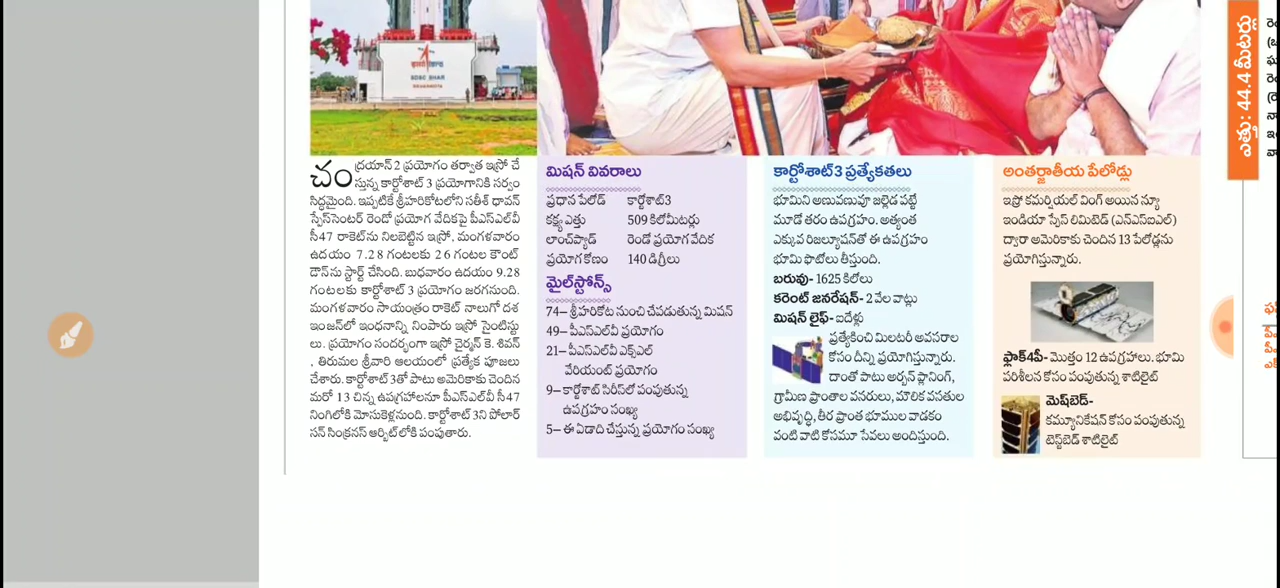 SDSC SHAR
చంద్రయాన్ 2 ప్రయోగం తర్వాత ఇస్రో చే
స్తున్న కార్టోశాట్ 3 ప్రయోగానికి సర్వం
సిద్ధమైంది. ఇప్పటికే శ్రీహరికోటలోని సతీశ్ ధావన్
స్పేస్​సెంటర్ రెండో ప్రయోగ వేదికపై పీఎస్ఎల్​వీ
సీ47 రాకెట్​ను నిలబెట్టిన ఇస్రో, మంగళవారం
ఉదయం 7.28 గంటలకు 26 గంటల కౌంట్
డౌన్​ను స్టార్ట్ చేసింది. బుధవారం ఉదయం 9.28
గంటలకు కార్టోశాట్ 3 ప్రయోగం జరగనుంది.
మంగళవారం సాయంత్రం రాకెట్ నాలుగో దశ
ఇంజన్​లో ఇంధనాన్ని నింపారు ఇస్రో సైంటిస్టు
లు. ప్రయోగం సందర్భంగా ఇస్రో చైర్మన్ కె. శివన్
, తిరుమల శ్రీవారి ఆలయంలో ప్రత్యేక పూజలు
చేశారు. కార్టోశాట్ 3తో పాటు అమెరికాకు చెందిన
మరో 13 చిన్న ఉపగ్రహాలనూ పీఎస్ఎల్​వీ సీ47
నింగిలోకి మోసుకెళ్లనుంది. కార్టోశాట్ 3ని పోలార్
సన్ సింక్రనస్ ఆర్బిట్​లోకి పంపుతారు.
మిషన్ వివరాలు
ప్రధాన పేలోడ్ కార్టోశాట్3
కక్ష్య ఎత్తు 509 కిలోమీటర్లు
లాంచ్​ప్యాడ్ రెండో ప్రయోగ వేదిక
ప్రయోగ కోణం 140 డిగ్రీలు
మైల్​స్టోన్స్
74– శ్రీహరికోట నుంచి చేపడుతున్న మిషన్
49– పీఎస్ఎల్​వీ ప్రయోగం
21– పీఎస్ఎల్​వీ ఎక్స్ఎల్
వేరియంట్ ప్రయోగం
9– కార్టోశాట్ సిరీస్​లో పంపుతున్న
ఉపగ్రహం సంఖ్య
5– ఈ ఏడాది చేస్తున్న ప్రయోగం సంఖ్య
కార్టోశాట్3 ప్రత్యేకతలు
భూమిని అణువణువూ జల్లెడ పట్టే
మూడో తరం ఉపగ్రహం. అత్యంత
ఎక్కువ రిజల్యూషన్​తో ఈ ఉపగ్రహం
భూమి ఫొటోలు తీస్తుంది.
బరువు- 1625 కిలోలు
కరెంట్ జనరేషన్- 2 వేల వాట్లు
మిషన్ లైఫ్- ఐదేళ్లు
ప్రత్యేకించి మిలటరీ అవసరాల
కోసం దీన్ని ప్రయోగిస్తున్నారు.
దాంతో పాటు అర్బన్ ప్లానింగ్,
గ్రామీణ ప్రాంతాల వనరులు, మౌలిక వసతుల
అభివృద్ధి, తీర ప్రాంత భూముల వాడకం
వంటి వాటి కోసమూ సేవలు అందిస్తుంది.
అంతర్జాతీయ పేలోడ్లు
ఇస్రో కమర్షియల్ వింగ్ అయిన న్యూ
ఇండియా స్పేస్ లిమిటెడ్ (ఎన్ఎస్ఐఎల్)
ద్వారా అమెరికాకు చెందిన 13 పేలోడ్లను
ప్రయోగిస్తున్నారు.
ఫ్లాక్​4పీ- మొత్తం 12 ఉపగ్రహాలు. భూమి
పరిశీలన కోసం పంపుతున్న శాటిలైట్
మెష్​బెడ్-
కమ్యూనికేషన్ కోసం పంపుతున్న
టెస్ట్​బెడ్ శాటిలైట్
ఎత్తు: 44.4 మీటర్లు